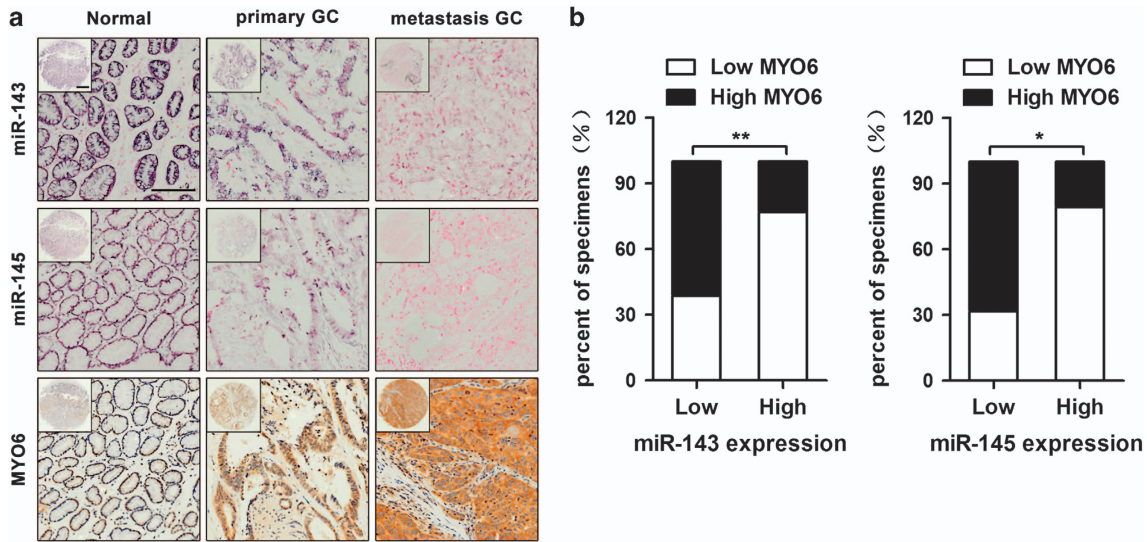 a
Normal
primary GC
metastasis GC
miR-143
miR-145
MYO6
b
Low MYO6
High MYO6
percent of specimens (%)
120
90
60
30
0
**
Low
High
miR-143 expression
Low MYO6
High MYO6
percent of specimens (%)
120
90
60
30
0
*
Low
High
miR-145 expression